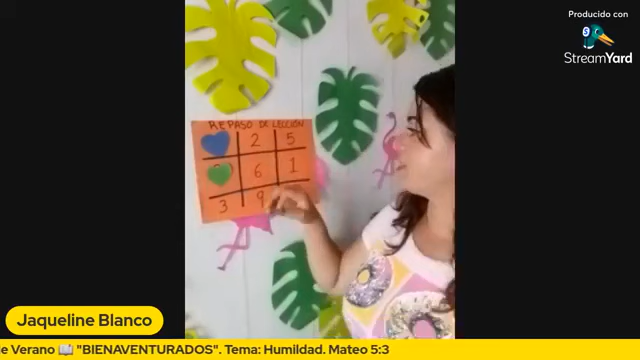 Producido con
StreamYard
REPASO DE LECCIÓN
2 5
6 1
3 9
Jaqueline Blanco
e Verano 📖 "BIENAVENTURADOS". Tema: Humildad. Mateo 5:3